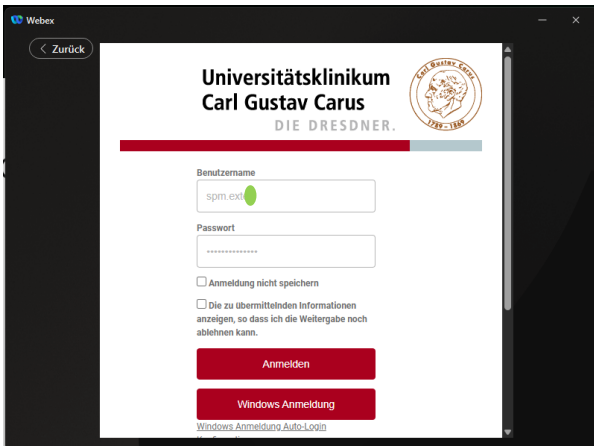 Webex
Zurück
Universitätsklinikum
Carl Gustav Carus
DIE DRESDNER.
Carl Gustav Carus
1789 - 1869
Benutzername
spm.ext
Passwort
Anmeldung nicht speichern
Die zu übermittelnden Informationen
anzeigen, so dass ich die Weitergabe noch
ablehnen kann.
Anmelden
Windows Anmeldung
Windows Anmeldung Auto-Login